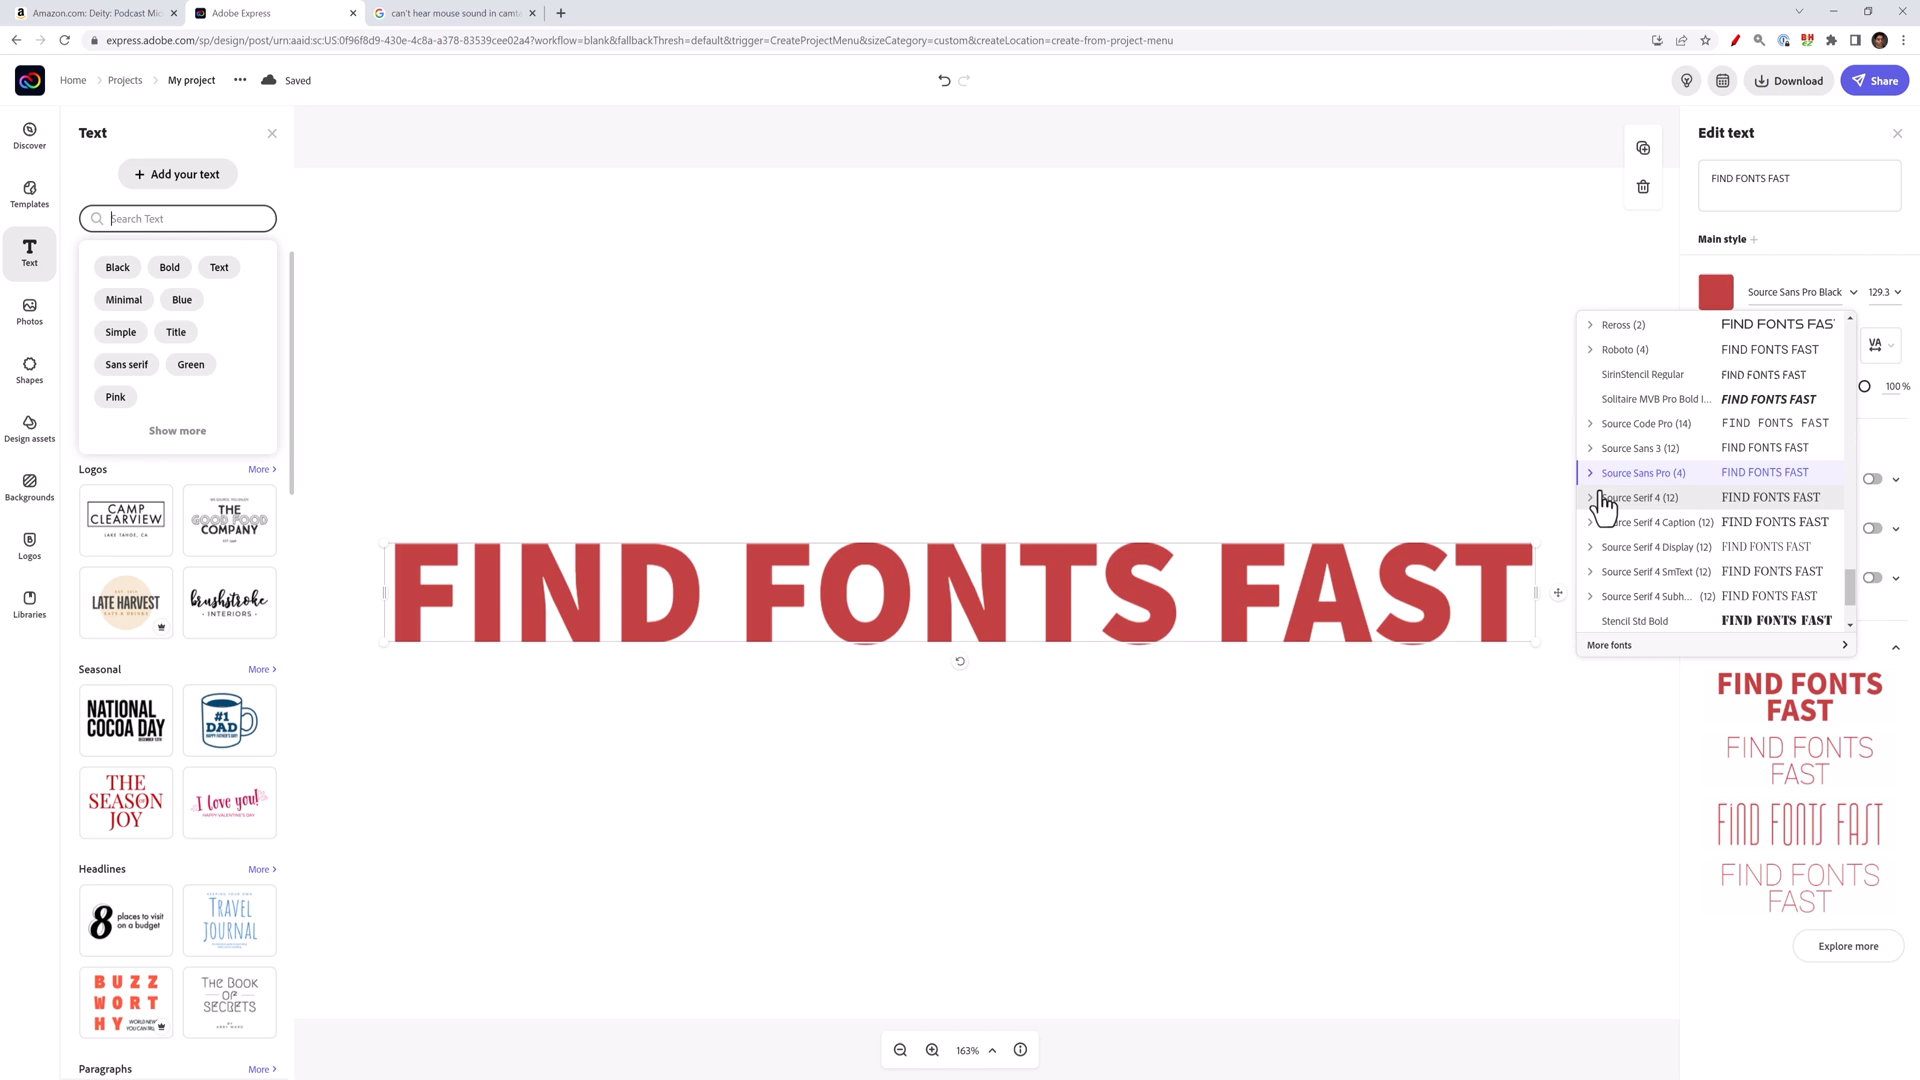 Amazon.com: Deity: Podcast Mic
Adobe Express
can't hear mouse sound in camta
express.adobe.com/sp/design/post/urn:aaid:sc:US:0f96f8d9-430e-4c8a-a378-83539cee02a4?workflow=blank&fallbackThresh=default&trigger=CreateProjectMenu&sizeCategory=custom&createLocation=create-from-project-menu
Home
Projects
My project
Saved
Download
Share
Discover
Templates
Text
Photos
Shapes
Design assets
Backgrounds
Logos
Libraries
Text
+ Add your text
Search Text
Black
Bold
Text
Minimal
Blue
Simple
Title
Sans serif
Green
Pink
Show more
Logos
More >
CAMP
CLEARVIEW
LAKE TAHOE, CA
THE
GOOD FOOD
COMPANY
LATE HARVEST
brushstroke
• INTERIORS •
Seasonal
More >
NATIONAL
COCOA DAY
#1
DAD
THE
SEASON
OF
JOY
I love you!
HAPPY VALENTINE'S DAY
Headlines
More >
8 places to visit
on a budget
TRAVEL
JOURNAL
BUZZ
WORT
HY
THE BOOK
OF
SECRETS
Paragraphs
More >
FIND FONTS FAST
163%
Edit text
FIND FONTS FAST
Main style +
Source Sans Pro Black
129.3
VA
100 %
Reross (2)
FIND FONTS FAS
Roboto (4)
FIND FONTS FAST
SirinStencil Regular
FIND FONTS FAST
Solitaire MVB Pro Bold I...
FIND FONTS FAST
Source Code Pro (14)
FIND FONTS FAST
Source Sans 3 (12)
FIND FONTS FAST
Source Sans Pro (4)
FIND FONTS FAST
Source Serif 4 (12)
FIND FONTS FAST
Source Serif 4 Caption (12)
FIND FONTS FAST
Source Serif 4 Display (12)
FIND FONTS FAST
Source Serif 4 SmText (12)
FIND FONTS FAST
Source Serif 4 Subh... (12)
FIND FONTS FAST
Stencil Std Bold
FIND FONTS FAST
More fonts
FIND FONTS
FAST
FIND FONTS
FAST
FIND FONTS FAST
FIND FONTS
FAST
Explore more